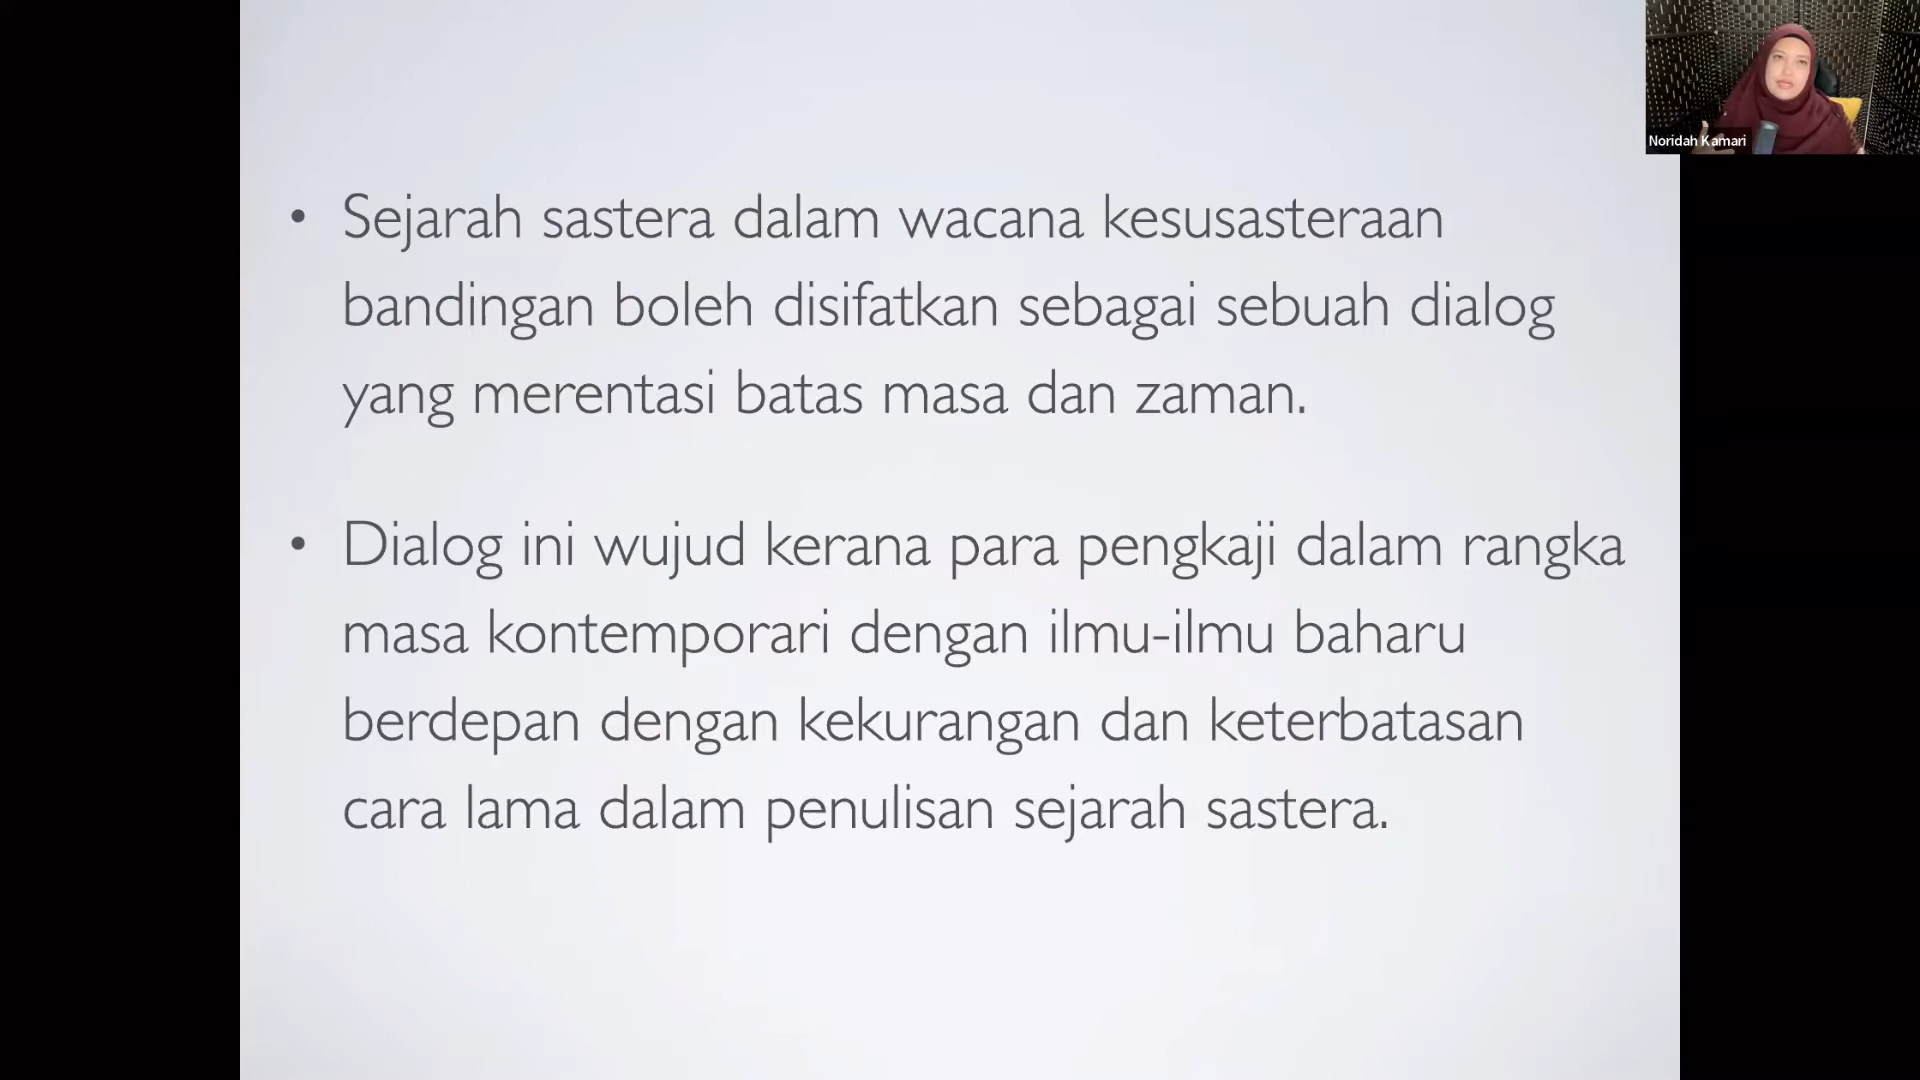 • Sejarah sastera dalam wacana kesusasteraan
bandingan boleh disifatkan sebagai sebuah dialog
yang merentasi batas masa dan zaman.
• Dialog ini wujud kerana para pengkaji dalam rangka
masa kontemporari dengan ilmu-ilmu baharu
berdepan dengan kekurangan dan keterbatasan
cara lama dalam penulisan sejarah sastera.
Noridah Kamari